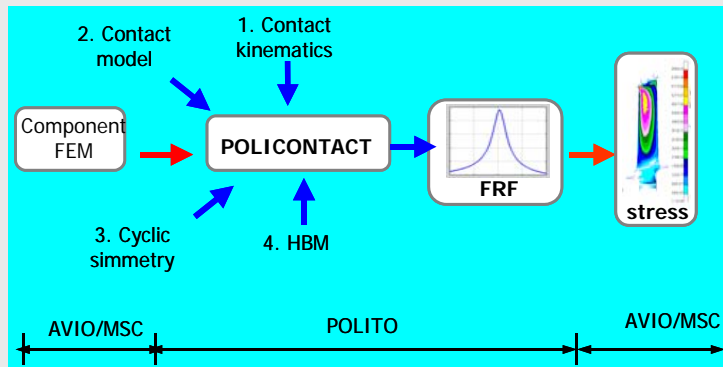 2. Contact
model
1. Contact
kinematics
Component
FEM
POLICONTACT
FRF
stress
3. Cyclic
simmetry
4. HBM
AVIO/MSC
POLITO
AVIO/MSC